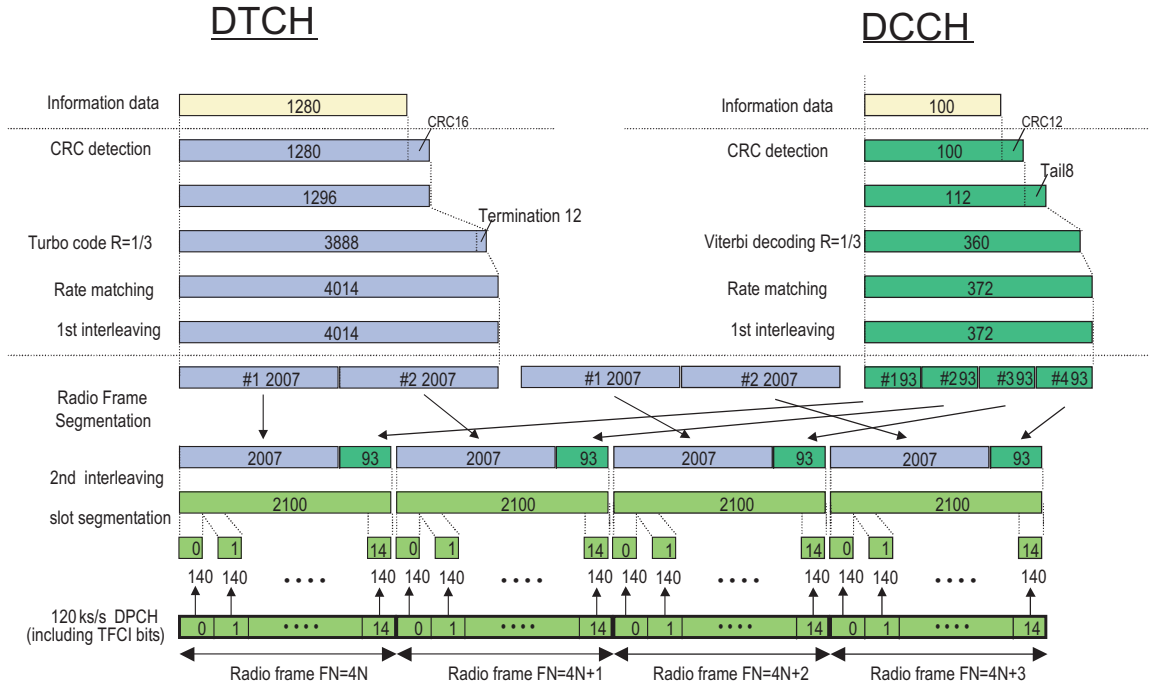 DTCH DCCH
Information data 1280 Information data 100
CRC16 CRC12
CRC detection 1280 CRC detection 100
Tail8
1296 112
Termination 12
Turbo code R=1/3 3888 Viterbi decoding R=1/3 360
Rate matching 4014 Rate matching 372
1st interleaving 4014 1st interleaving 372
#1 2007 #2 2007 #1 2007 #2 2007 #193 #293 #393 #493
Radio Frame
Segmentation
2007 93 2007 93 2007 93 2007 93
2nd interleaving
2100 2100 2100 2100
slot segmentation
0 1 14 0 1 14 0 1 14 0 1 14
140 140 •••• 140 140 140 •••• 140 140 140 •••• 140 140 140 •••• 140
120 ks/s DPCH
(including TFCI bits)
0 1 •••• 14 0 1 •••• 14 0 1 •••• 14 0 1 •••• 14
Radio frame FN=4N Radio frame FN=4N+1 Radio frame FN=4N+2 Radio frame FN=4N+3